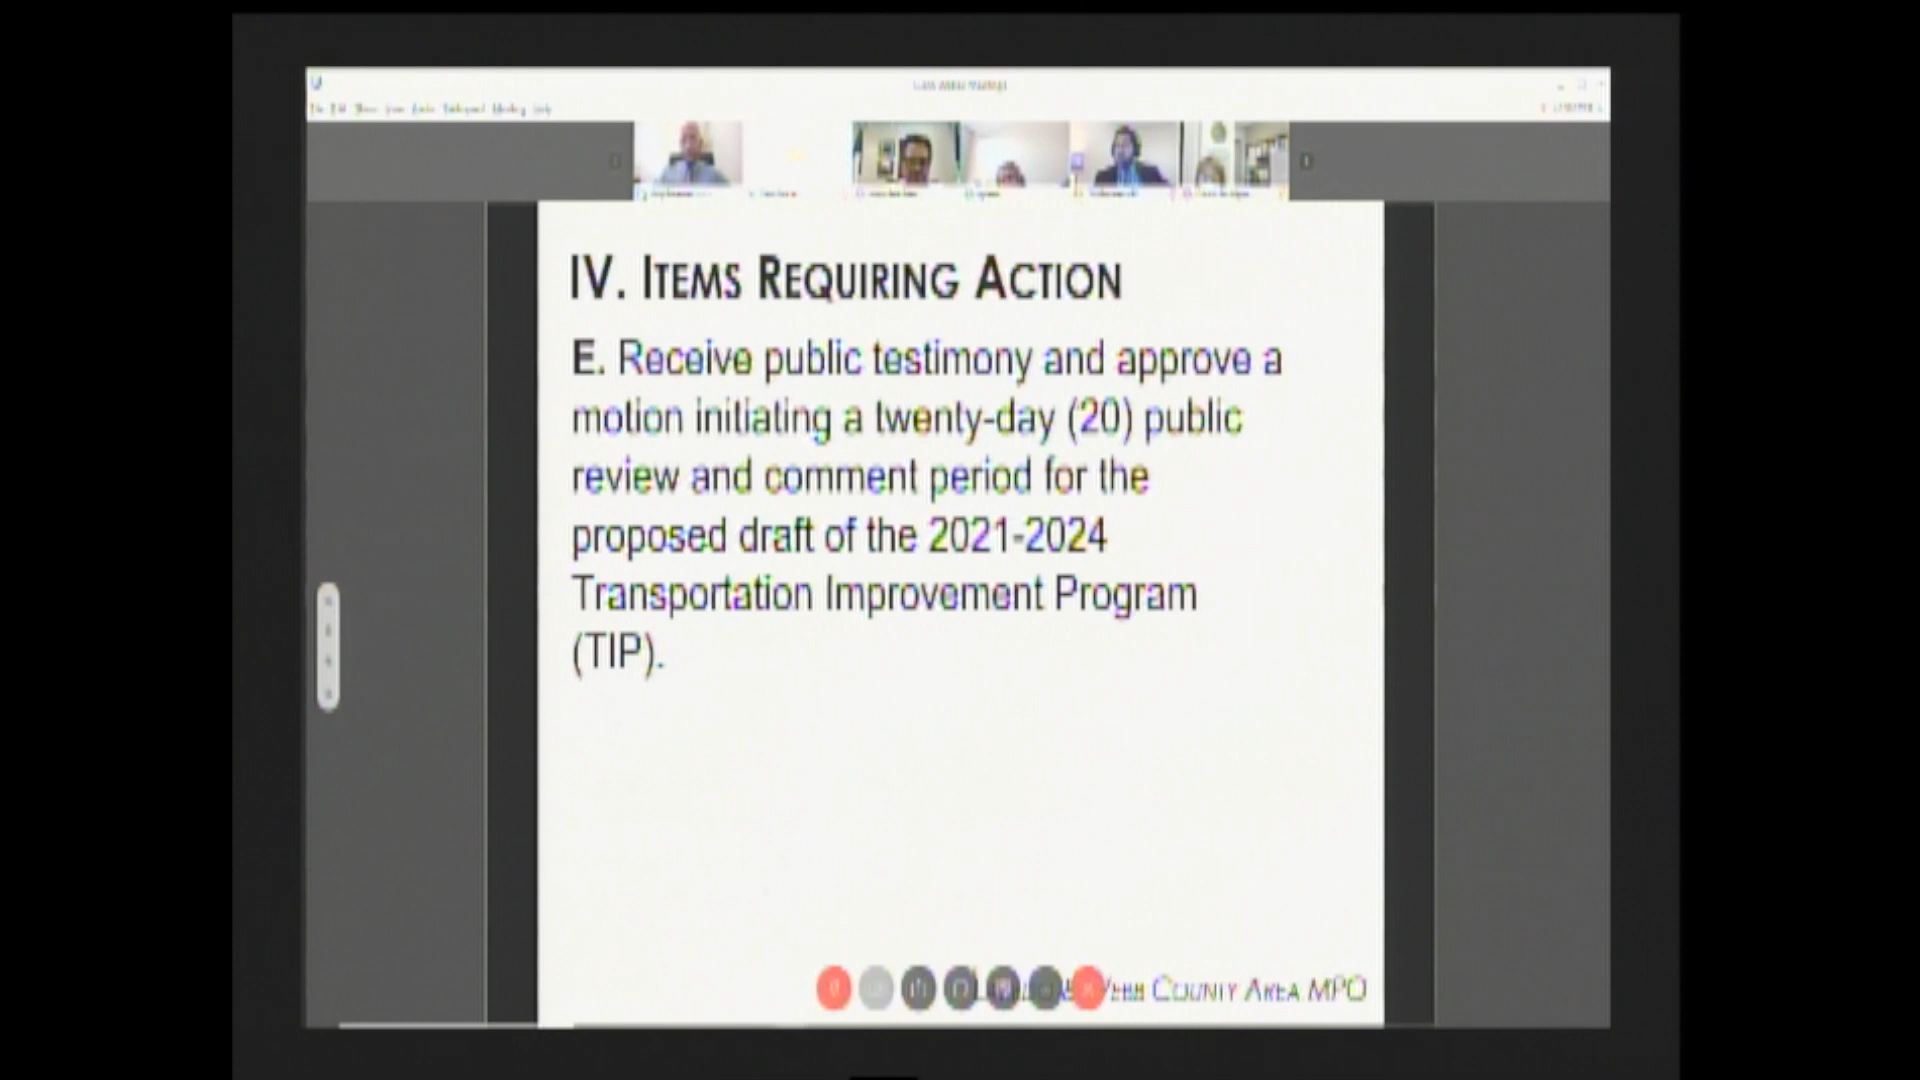 IV. ITEMS REQUIRING ACTION
E. Receive public testimony and approve a
motion initiating a twenty-day (20) public
review and comment period for the
proposed draft of the 2021-2024
Transportation Improvement Program
(TIP).
COUNTY AREA MPO